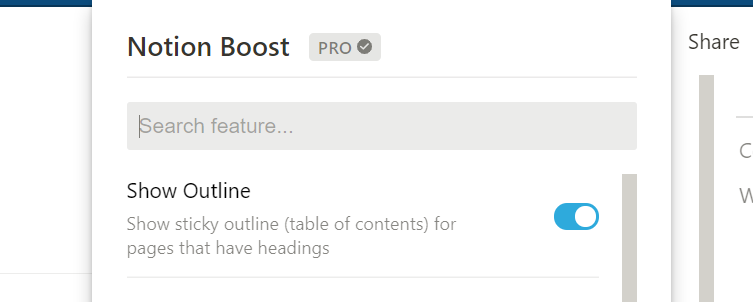 Notion Boost PRO
Share
Search feature...
Show Outline
Show sticky outline (table of contents) for
pages that have headings